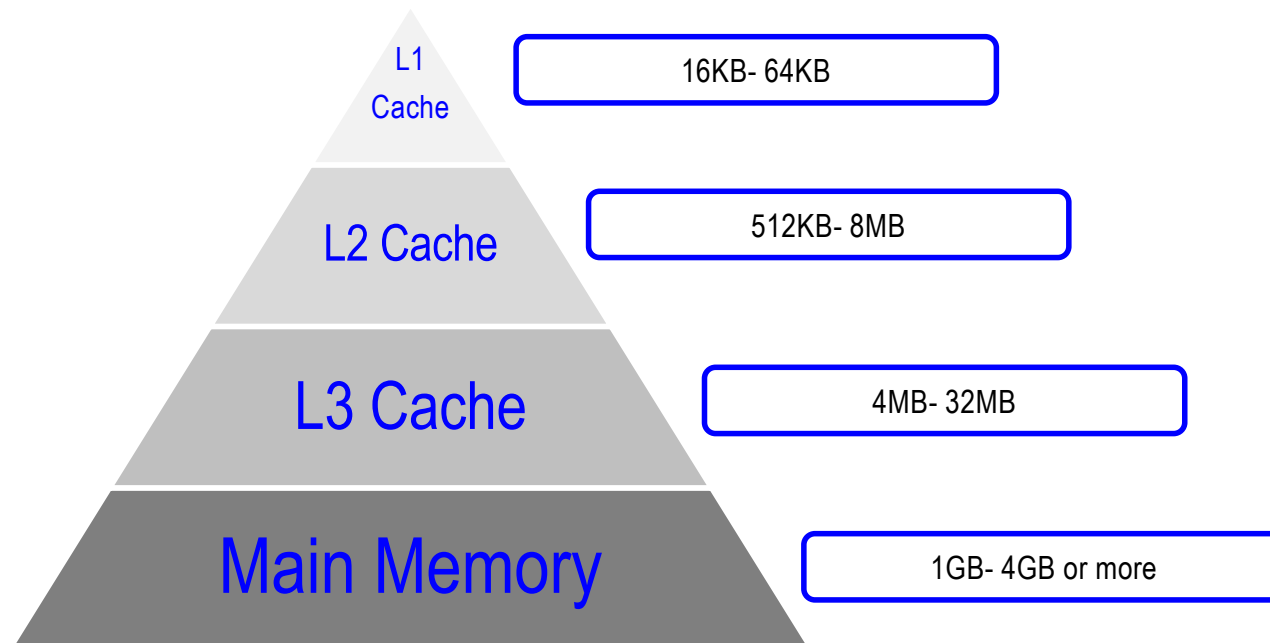 L1
Cache
16KB- 64KB
L2 Cache
512KB- 8MB
L3 Cache
4MB- 32MB
Main Memory
1GB- 4GB or more